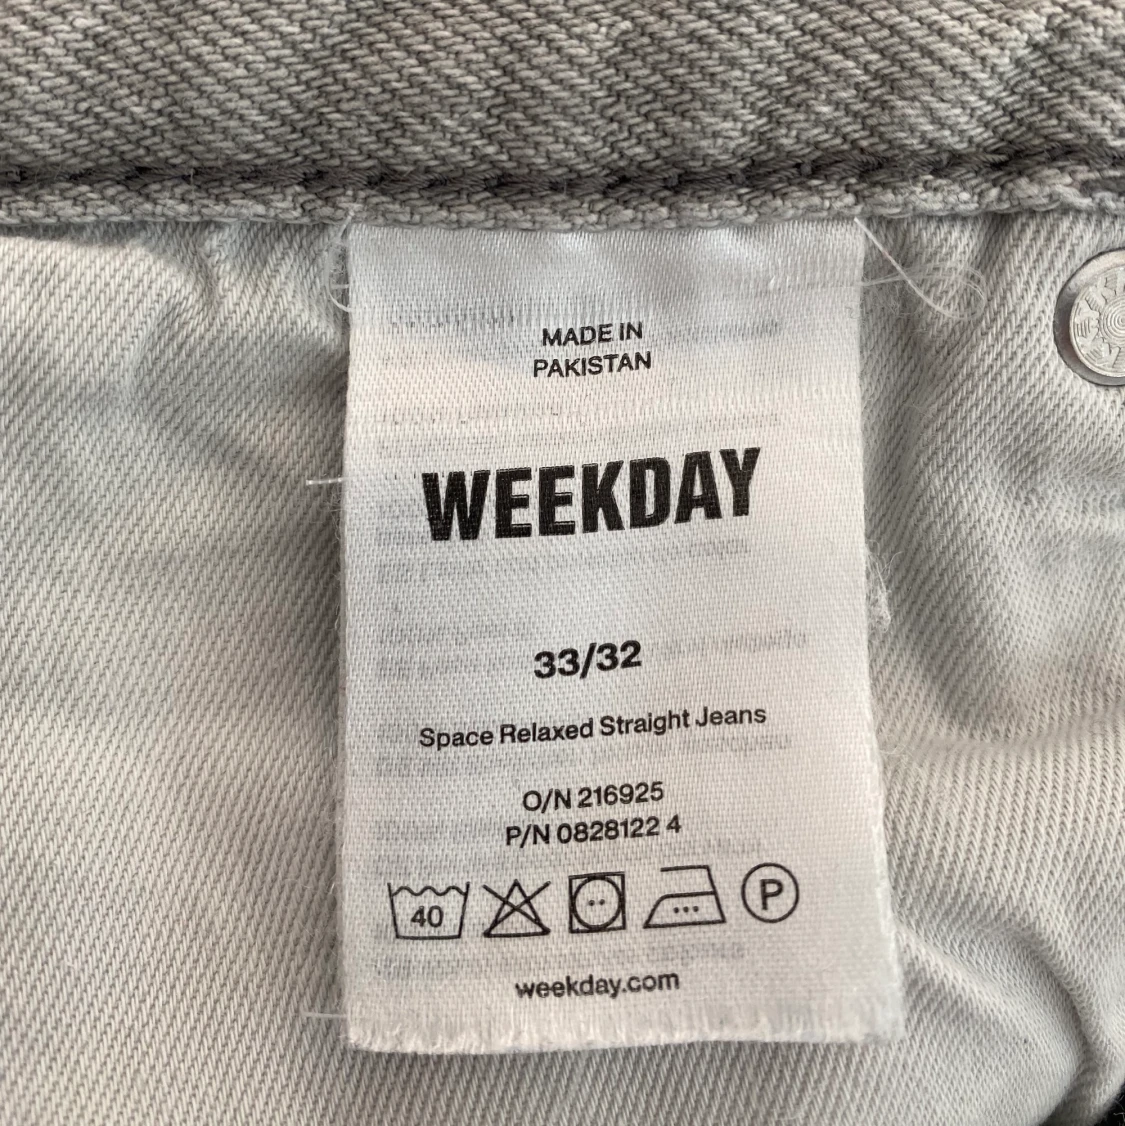 MADE IN
PAKISTAN
WEEKDAY
33/32
Space Relaxed Straight Jeans
O/N 216925
P/N 0828122 4
40
P
weekday.com